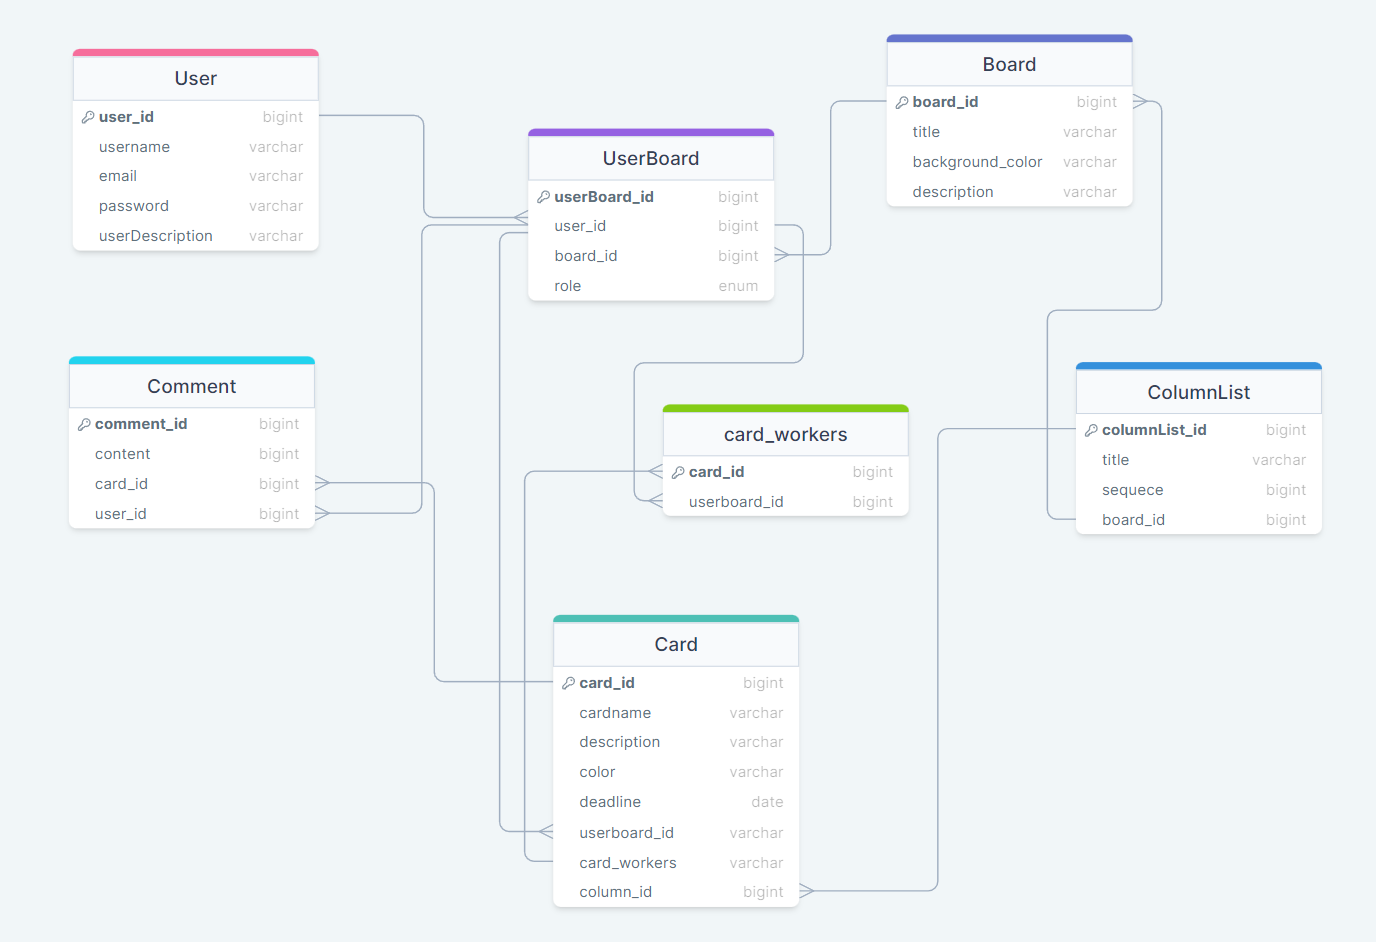 User
user_id bigint
username varchar
email varchar
password varchar
userDescription varchar
UserBoard
userBoard_id bigint
user_id bigint
board_id bigint
role enum
Board
board_id bigint
title varchar
background_color varchar
description varchar
Comment
comment_id bigint
content bigint
card_id bigint
user_id bigint
card_workers
card_id bigint
userboard_id bigint
ColumnList
columnList_id bigint
title varchar
sequece bigint
board_id bigint
Card
card_id bigint
cardname varchar
description varchar
color varchar
deadline date
userboard_id varchar
card_workers varchar
column_id bigint